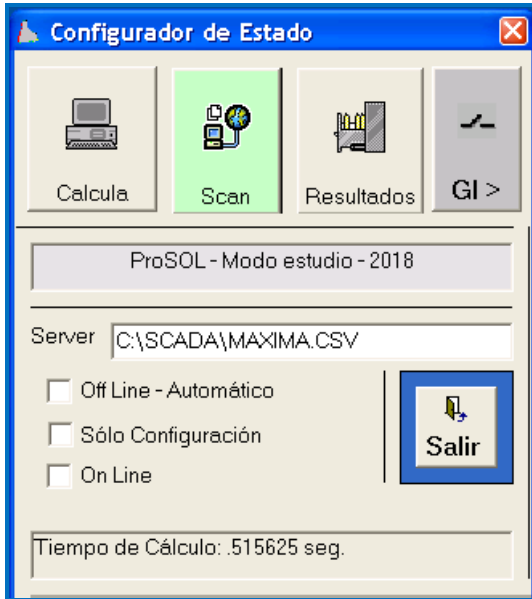 Configurador de Estado
Calcula
Scan
Resultados
GI >
ProSOL - Modo estudio - 2018
Server C:\SCADA\MAXIMA.CSV
Off Line - Automático
Sólo Configuración
On Line
Salir
Tiempo de Cálculo: .515625 seg.